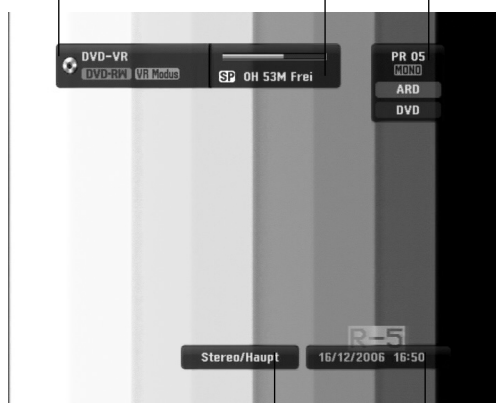 DVD-VR
DVD-RW VR Modus
SP 0H 53M Frei
PR 05
MONO
ARD
DVD
R-5
Stereo/Haupt
16/12/2006 16:50